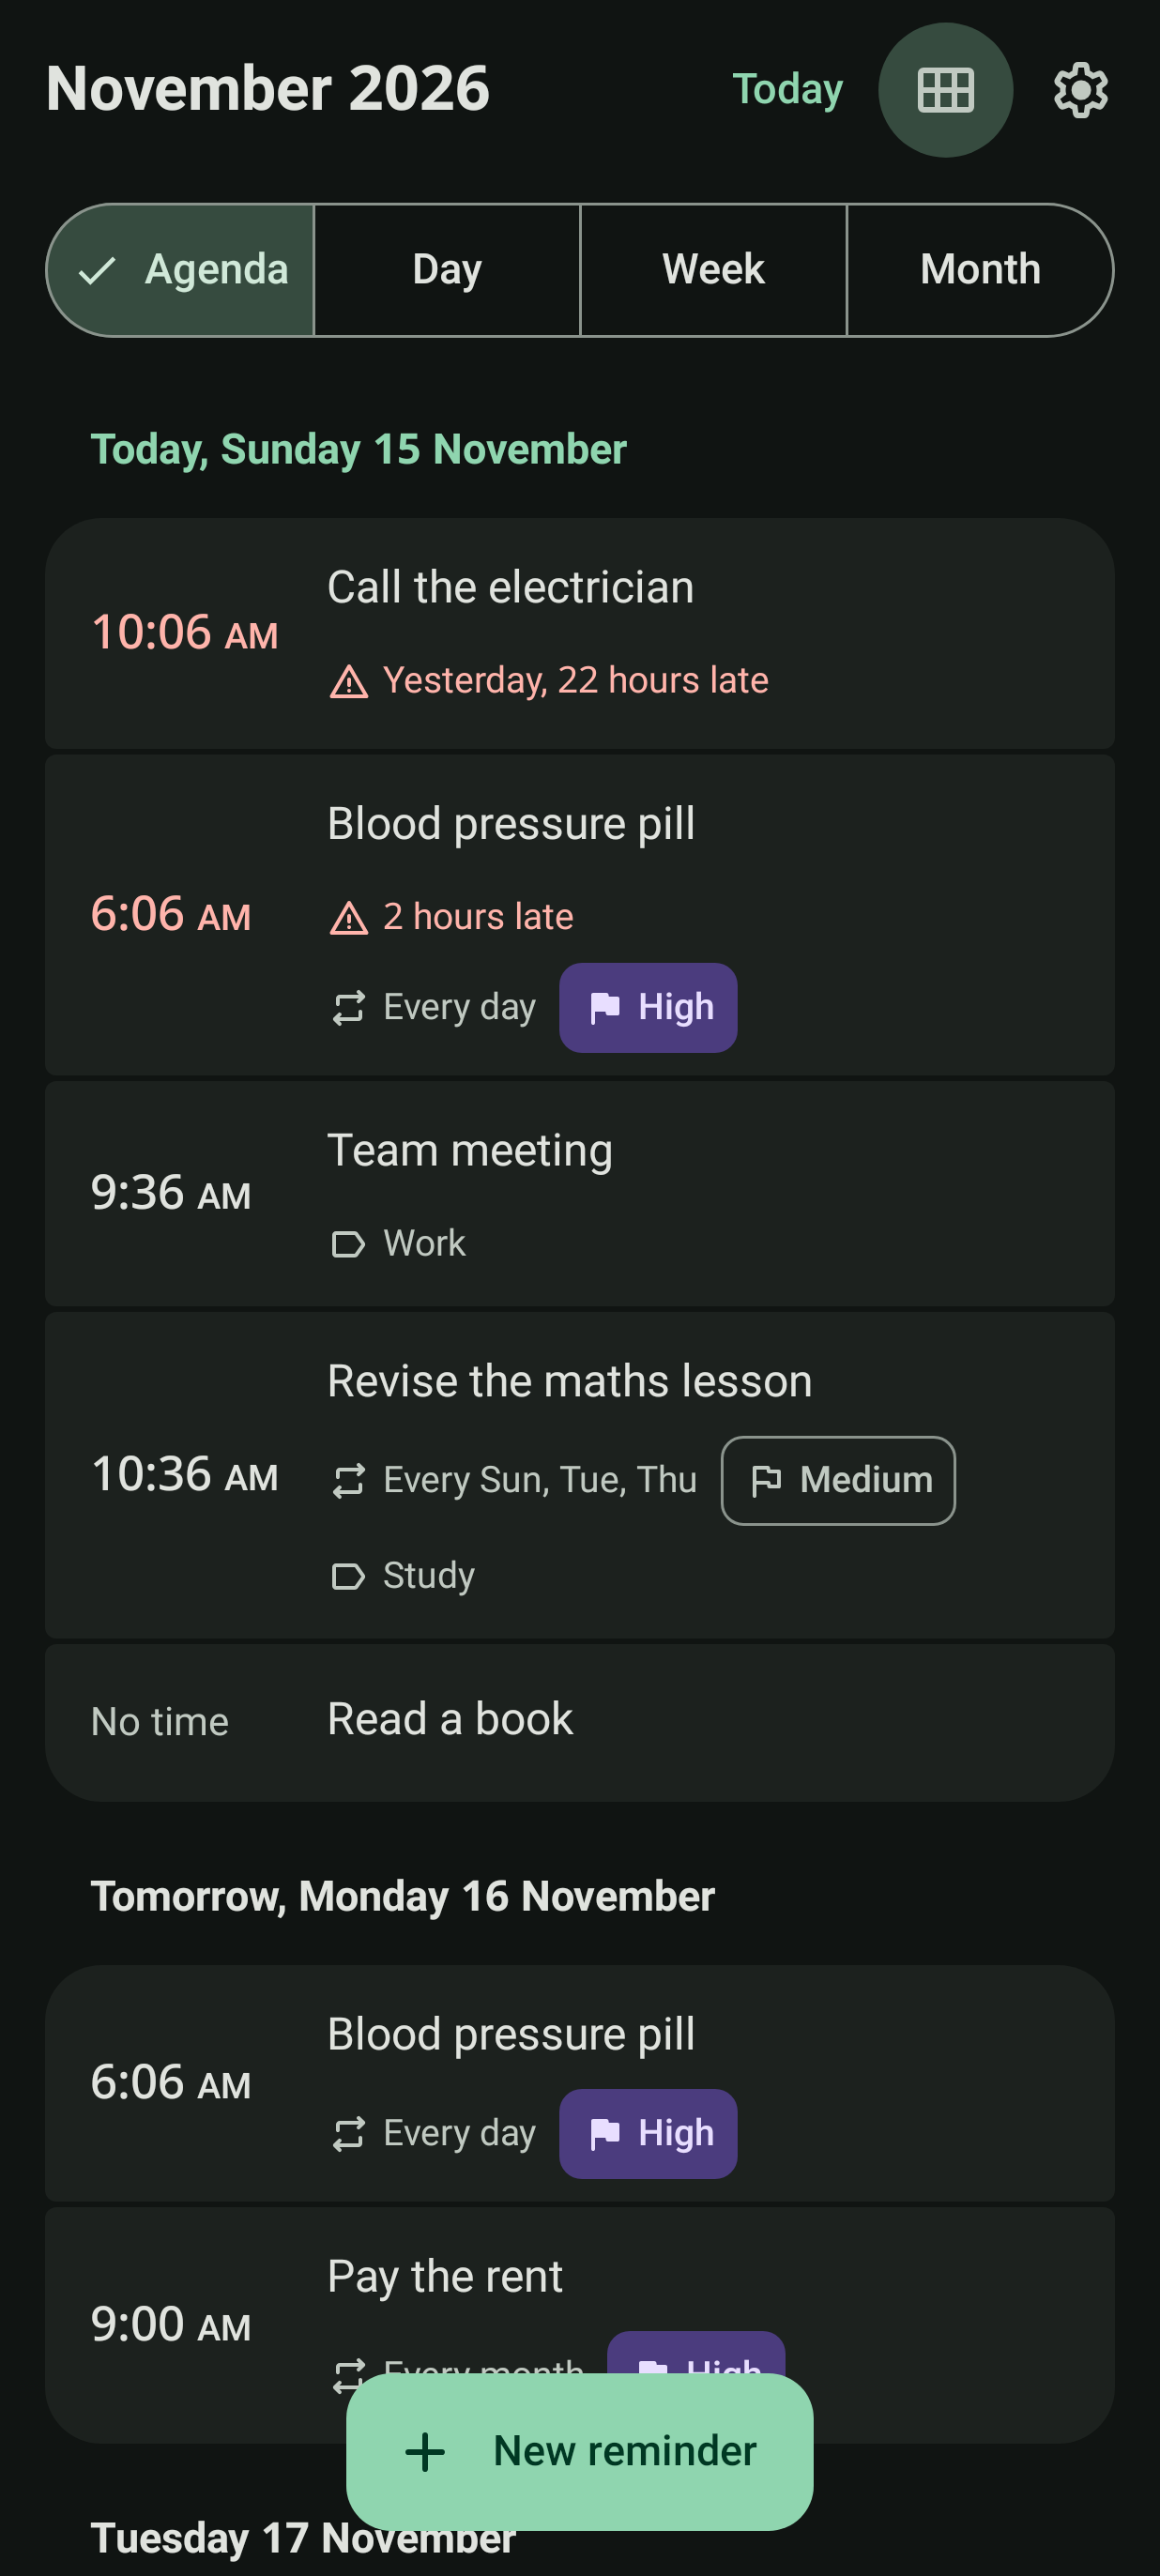 November 2026
Today
Agenda
Day
Week
Month
Today, Sunday 15 November
10:06 AM
Call the electrician
Yesterday, 22 hours late
6:06 AM
Blood pressure pill
2 hours late
Every day
High
9:36 AM
Team meeting
Work
10:36 AM
Revise the maths lesson
Every Sun, Tue, Thu
Medium
Study
No time
Read a book
Tomorrow, Monday 16 November
6:06 AM
Blood pressure pill
Every day
High
9:00 AM
Pay the rent
Every month
High
New reminder
Tuesday 17 November